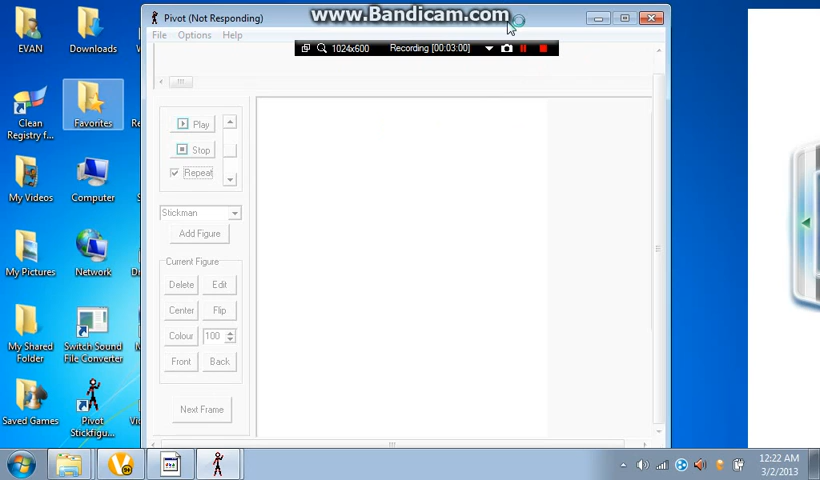 www.Bandicam.com
Pivot (Not Responding)
File Options Help
1024x600 Recording [00:03:00]
EVAN
Downloads
Clean Registry f...
Favorites
My Videos
Computer
My Pictures
Network
My Shared Folder
Switch Sound File Converter
Saved Games
Pivot Stickfigu...
Play
Stop
Repeat
Stickman
Add Figure
Current Figure
Delete Edit
Center Flip
Colour 100
Front Back
Next Frame
12:22 AM
3/2/2013